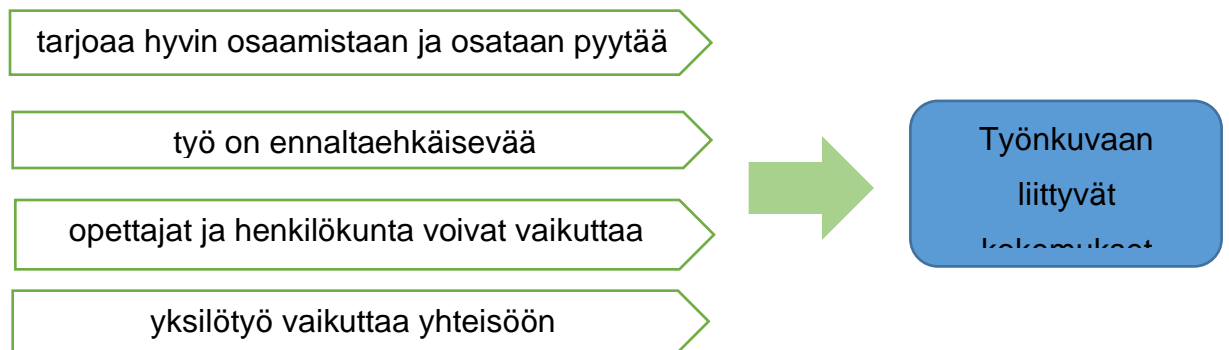 tarjoaa hyvin osaamistaan ja osataan pyytää
työ on ennaltaehkäisevää
opettajat ja henkilökunta voivat vaikuttaa
yksilötyö vaikuttaa yhteisöön
Työnkuvaan
liittyvät
kokemukset